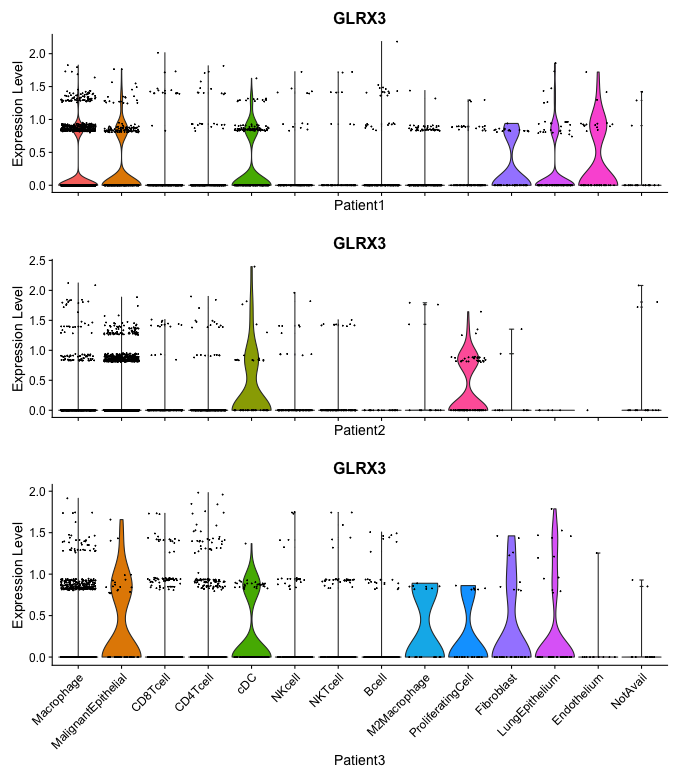 GLRX3
Expression Level
2.0
1.5
1.0
0.5
0.0
Patient1
GLRX3
Expression Level
2.5
2.0
1.5
1.0
0.5
0.0
Patient2
GLRX3
Expression Level
2.0
1.5
1.0
0.5
0.0
Macrophage
MalignantEpithelial
CD8Tcell
CD4Tcell
cDC
NKcell
NKTcell
Bcell
M2Macrophage
ProliferatingCell
Fibroblast
LungEpithelium
Endothelium
NotAvail
Patient3